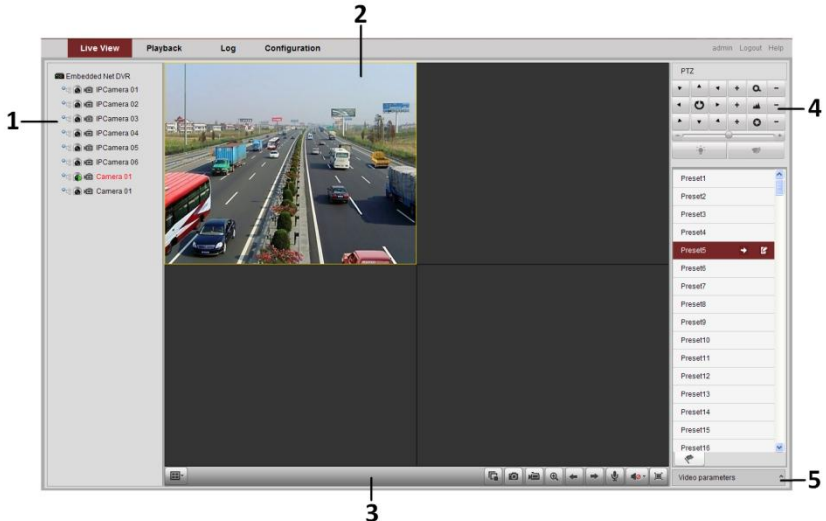 2
Live View Playback Log Configuration admin Logout Help
Embedded Net DVR
IPCamera 01
IPCamera 02
IPCamera 03
IPCamera 04
IPCamera 05
IPCamera 06
Camera 01
Camera 01
1
PTZ
4
Preset1
Preset2
Preset3
Preset4
Preset5
Preset6
Preset7
Preset8
Preset9
Preset10
Preset11
Preset12
Preset13
Preset14
Preset15
Preset16
Video parameters
5
3